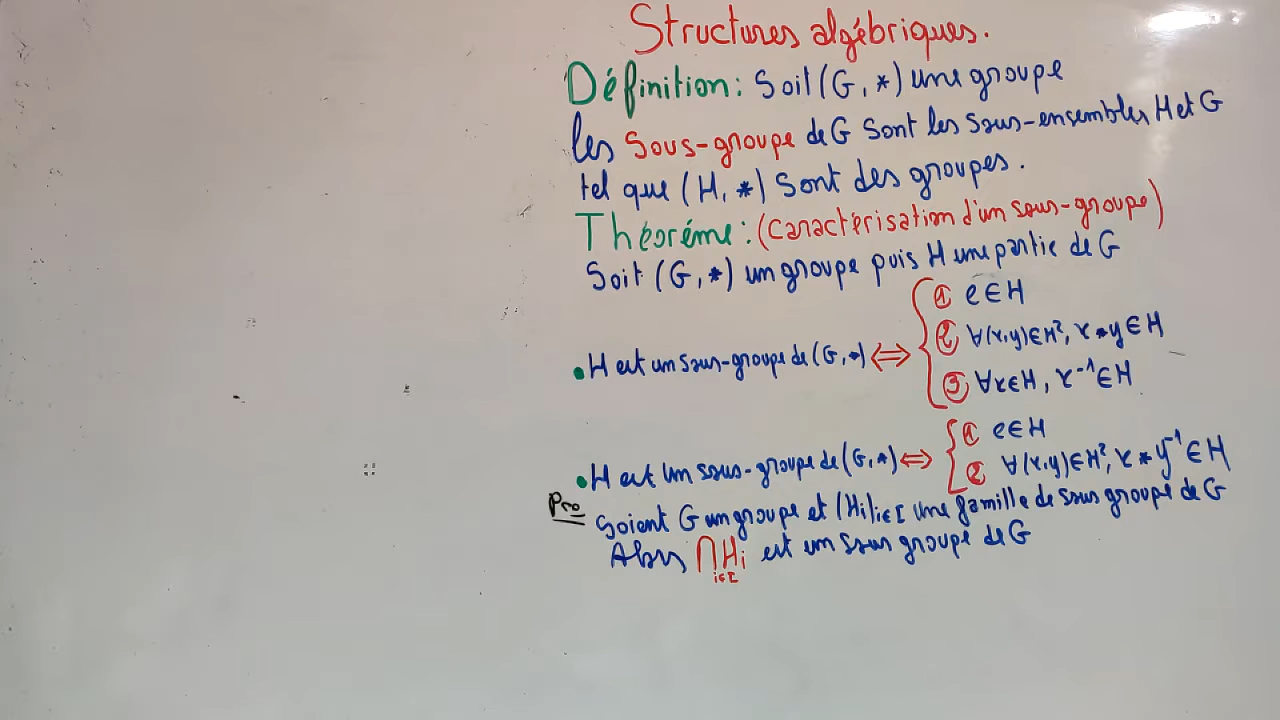 Structures algébriques.
Définition: Soit (G, *) une groupe
les Sous-groupe de G sont les sous-ensembles H et G
tel que (H, *) sont des groupes.
Théoréme: (caractérisation d'un sous-groupe)
Soit (G, *) un groupe puis H une partie de G
① e∈H
② ∀(x,y)∈H², x*y∈H
• H est un sous-groupe de (G, *) ⇔
③ ∀x∈H, x⁻¹∈H
① e∈H
• H est un sous-groupe de (G, *) ⇔ ② ∀(x,y)∈H², x*y⁻¹∈H
Pro Soient G un groupe et (Hi)i∈I une famille de sous groupe de G
Alors ⋂Hi est un sous groupe de G
i∈I